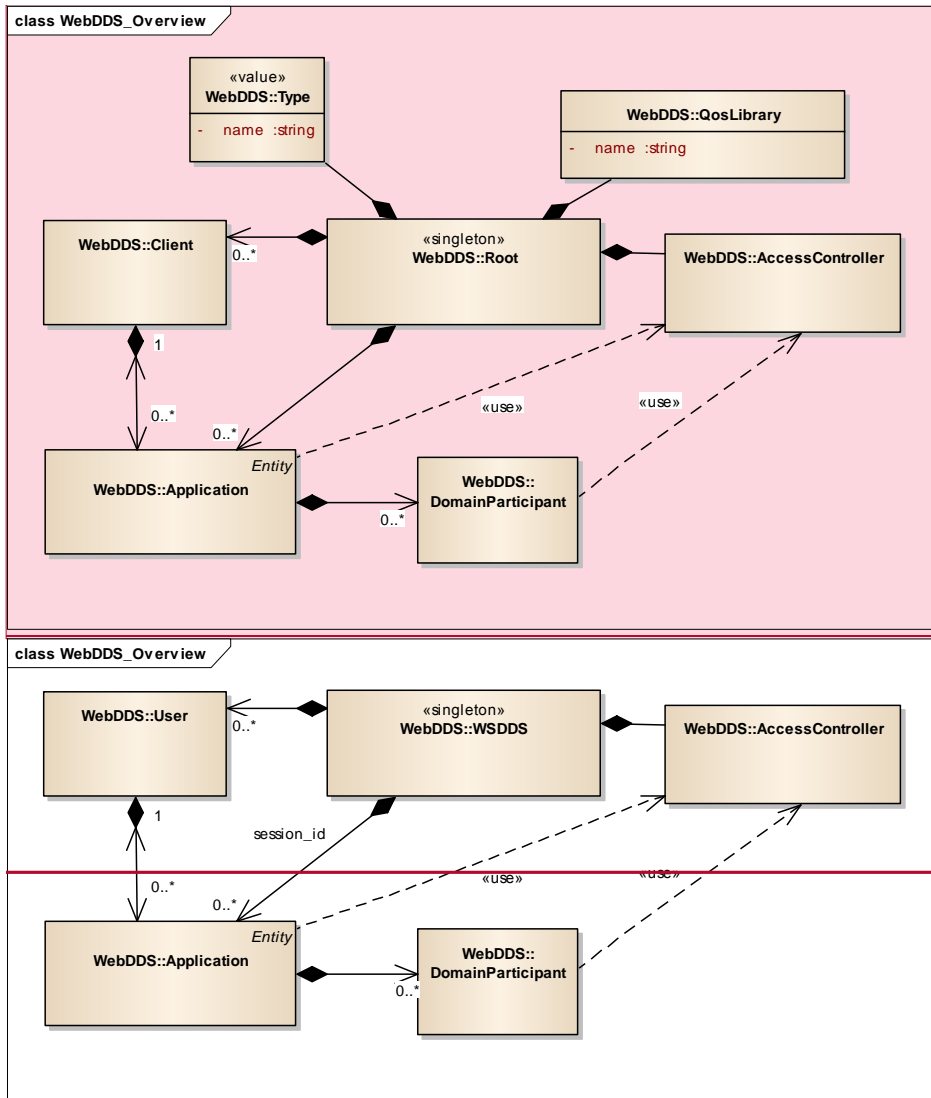 class WebDDS_Overview
«value»
WebDDS::Type
- name :string
WebDDS::QosLibrary
- name :string
WebDDS::Client
0..*
«singleton»
WebDDS::Root
WebDDS::AccessController
1
0..*
0..*
«use»
«use»
Entity
WebDDS::Application
0..*
WebDDS::
DomainParticipant
class WebDDS_Overview
WebDDS::User
0..*
«singleton»
WebDDS::WSDDS
WebDDS::AccessController
1
session_id
0..*
0..*
«use»
«use»
Entity
WebDDS::Application
0..*
WebDDS::
DomainParticipant